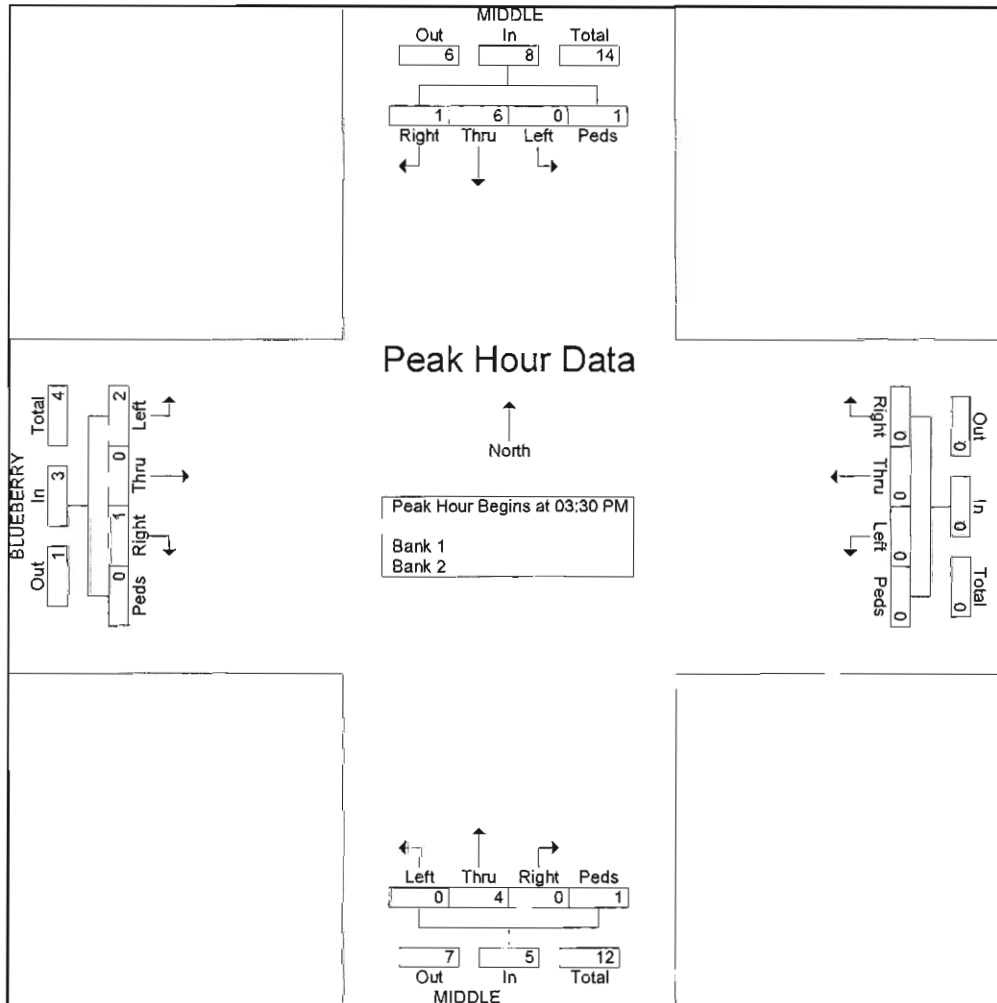 MIDDLE
Out In Total
6 8 14
1 6 0 1
Right Thru Left Peds
Peak Hour Data
North
Peak Hour Begins at 03:30 PM
Bank 1
Bank 2
BLUEBERRY
Out In Total
1 3 4
0 1 0 2
Peds Right Thru Left
Out In Total
0 0 0
0 0 0 0
Right Thru Left Peds
Left Thru Right Peds
0 4 0 1
7 5 12
Out In Total
MIDDLE